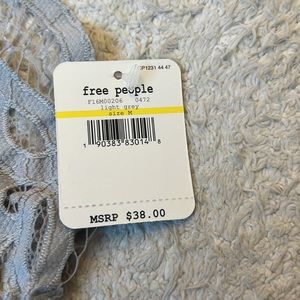 free people
F16M00206 0472
light grey
size M
1 90383 83014 8
MSRP $38.00